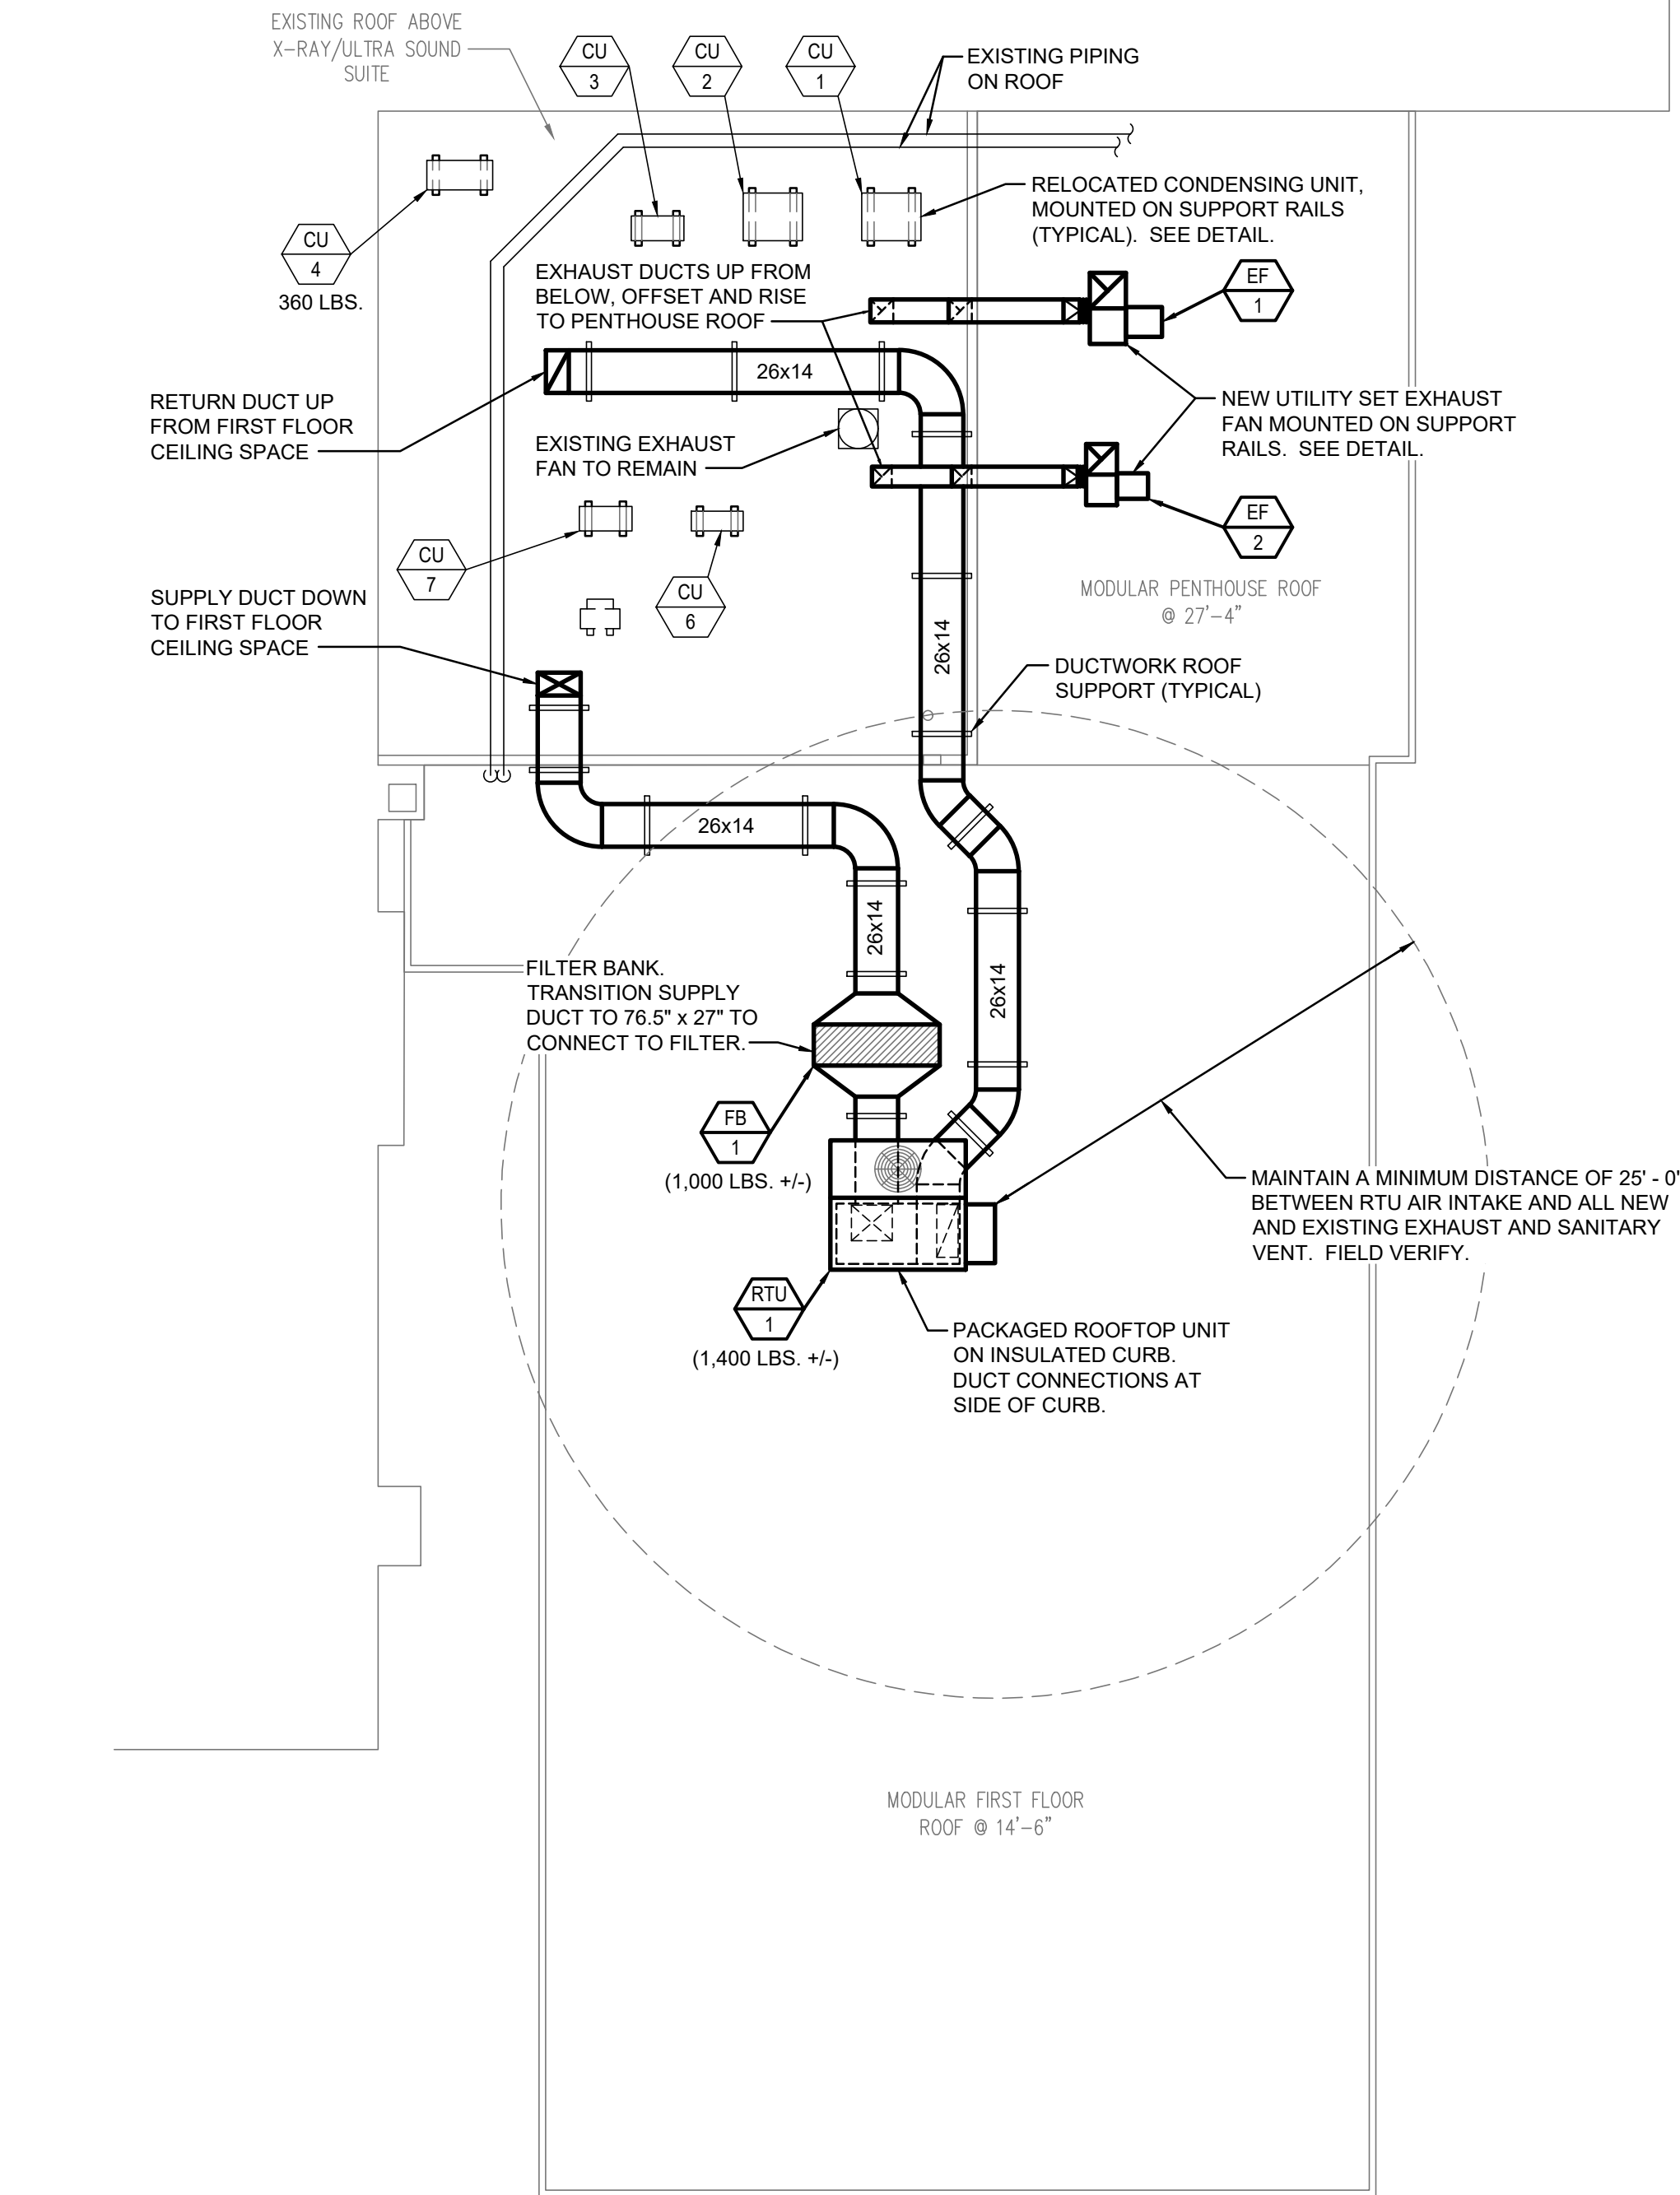 EXISTING ROOF ABOVE
X-RAY/ULTRA SOUND
SUITE
CU
3
CU
2
CU
1
EXISTING PIPING
ON ROOF
RELOCATED CONDENSING UNIT,
MOUNTED ON SUPPORT RAILS
(TYPICAL).  SEE DETAIL.
CU
4
360 LBS.
EXHAUST DUCTS UP FROM
BELOW, OFFSET AND RISE
TO PENTHOUSE ROOF
EF
1
26x14
RETURN DUCT UP
FROM FIRST FLOOR
CEILING SPACE
NEW UTILITY SET EXHAUST
FAN MOUNTED ON SUPPORT
RAILS.  SEE DETAIL.
EXISTING EXHAUST
FAN TO REMAIN
EF
2
CU
7
CU
6
MODULAR PENTHOUSE ROOF
@ 27'-4"
SUPPLY DUCT DOWN
TO FIRST FLOOR
CEILING SPACE
26x14
DUCTWORK ROOF
SUPPORT (TYPICAL)
26x14
26x14
26x14
FILTER BANK.
TRANSITION SUPPLY
DUCT TO 76.5" x 27" TO
CONNECT TO FILTER.
FB
1
(1,000 LBS. +/-)
MAINTAIN A MINIMUM DISTANCE OF 25' - 0"
BETWEEN RTU AIR INTAKE AND ALL NEW
AND EXISTING EXHAUST AND SANITARY
VENT.  FIELD VERIFY.
RTU
1
(1,400 LBS. +/-)
PACKAGED ROOFTOP UNIT
ON INSULATED CURB.
DUCT CONNECTIONS AT
SIDE OF CURB.
MODULAR FIRST FLOOR
ROOF @ 14'-6"